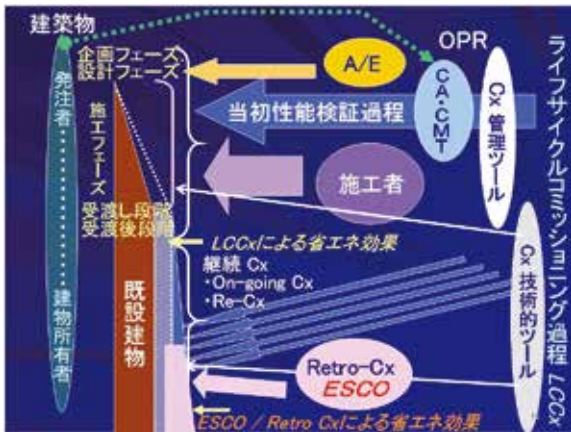 建築物
企画フェーズ
設計フェーズ
A/E
OPR
CA・CMT
当初性能検証過程
発注者
施工フェーズ
施工者
Cx 管理ツール
受渡し段階
受渡後段階
LCCxによる省エネ効果
継続 Cx
・On-going Cx
・Re-Cx
既設建物
建物所有者
Cx 技術的ツール
Retro-Cx
ESCO
ESCO / Retro Cxによる省エネ効果
ライフサイクルコミッショニング過程 LCCx